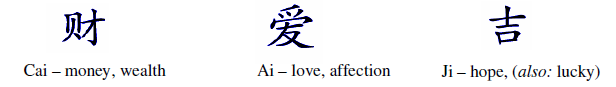 财 爱 吉
Cai – money, wealth Ai – love, affection Ji – hope, (also: lucky)